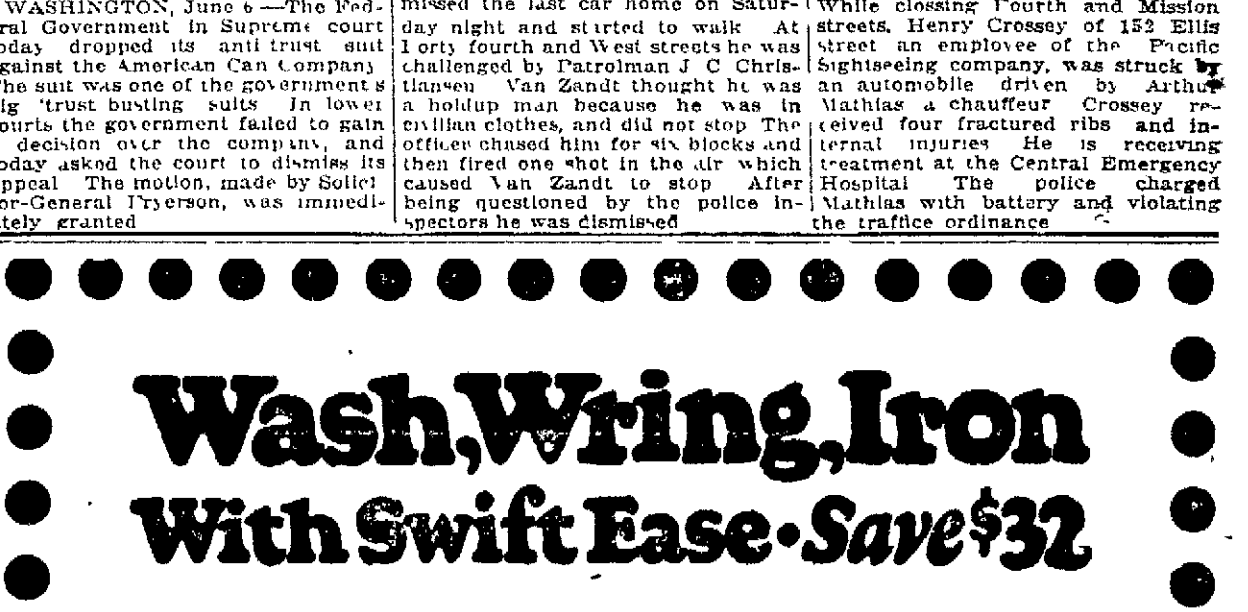 WASHINGTON, June 6 —The Fed-
ral Government in Supreme court
oday dropped its anti trust suit
gainst the American Can Company
he suit was one of the government s
ig 'trust busting suits In lower
ourts the government failed to gain
decision over the company, and
oday asked the court to dismiss its
ppeal The motion, made by Solici
or-General Fryerson, was immedi-
tely granted
missed the last car home on Satur-
day night and started to walk At
Forty fourth and West streets he was
challenged by Patrolman J C Chris-
tiansen Van Zandt thought he was
a holdup man because he was in
civilian clothes, and did not stop The
officer chased him for six blocks and
then fired one shot in the air which
caused Van Zandt to stop After
being questioned by the police in-
spectors he was dismissed
While clossing Fourth and Mission
streets. Henry Crossey of 152 Ellis
street an employee of the Pacific
Sightseeing company, was struck by
an automobile driven by Arthur
Mathias a chauffeur Crossey re-
ceived four fractured ribs and in-
ternal injuries He is receiving
treatment at the Central Emergency
Hospital The police charged
Mathias with battery and violating
the traffice ordinance
Wash, Wring, Iron
With Swift Ease • Save $32